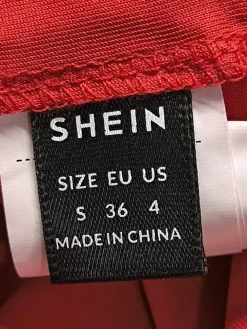 SHEIN
SIZE EU US
S 36 4
MADE IN CHINA